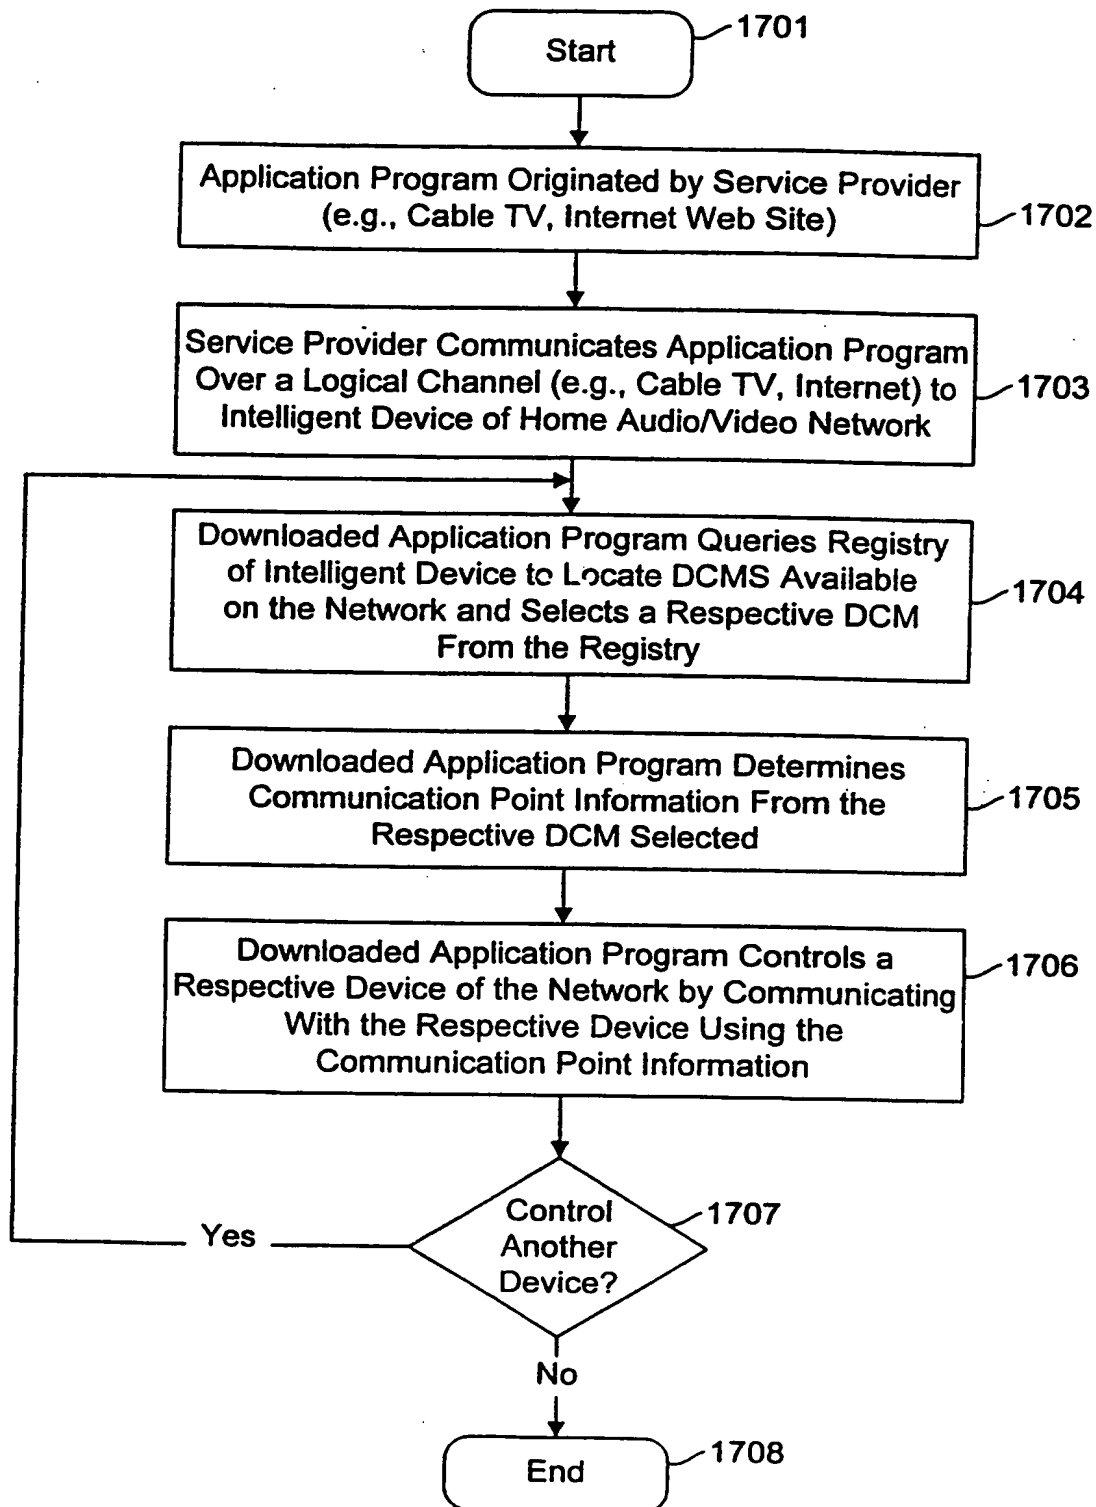 Start
1701
Application Program Originated by Service Provider
(e.g., Cable TV, Internet Web Site)
1702
Service Provider Communicates Application Program
Over a Logical Channel (e.g., Cable TV, Internet) to
Intelligent Device of Home Audio/Video Network
1703
Downloaded Application Program Queries Registry
of Intelligent Device to Locate DCMS Available
on the Network and Selects a Respective DCM
From the Registry
1704
Downloaded Application Program Determines
Communication Point Information From the
Respective DCM Selected
1705
Downloaded Application Program Controls a
Respective Device of the Network by Communicating
With the Respective Device Using the
Communication Point Information
1706
Control
Another
Device?
1707
Yes
No
End
1708